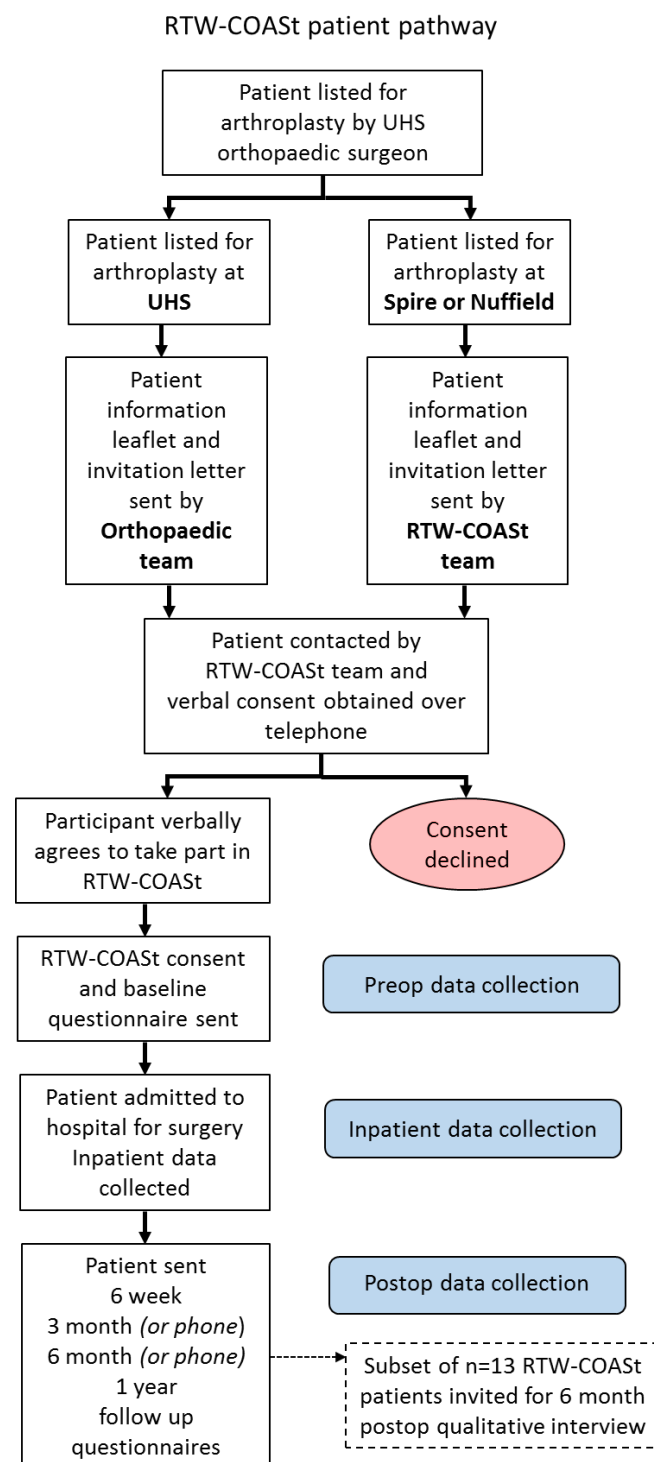 RTW-COASt patient pathway
Patient listed for
arthroplasty by UHS
orthopaedic surgeon
Patient listed for
arthroplasty at
UHS
Patient listed for
arthroplasty at
Spire or Nuffield
Patient
information
leaflet and
invitation letter
sent by
Orthopaedic
team
Patient
information
leaflet and
invitation letter
sent by
RTW-COASt
team
Patient contacted by
RTW-COASt team and
verbal consent obtained over
telephone
Participant verbally
agrees to take part in
RTW-COASt
Consent
declined
RTW-COASt consent
and baseline
questionnaire sent
Preop data collection
Patient admitted to
hospital for surgery
Inpatient data
collected
Inpatient data collection
Patient sent
6 week
3 month (or phone)
6 month (or phone)
1 year
follow up
questionnaires
Postop data collection
Subset of n=13 RTW-COASt
patients invited for 6 month
postop qualitative interview